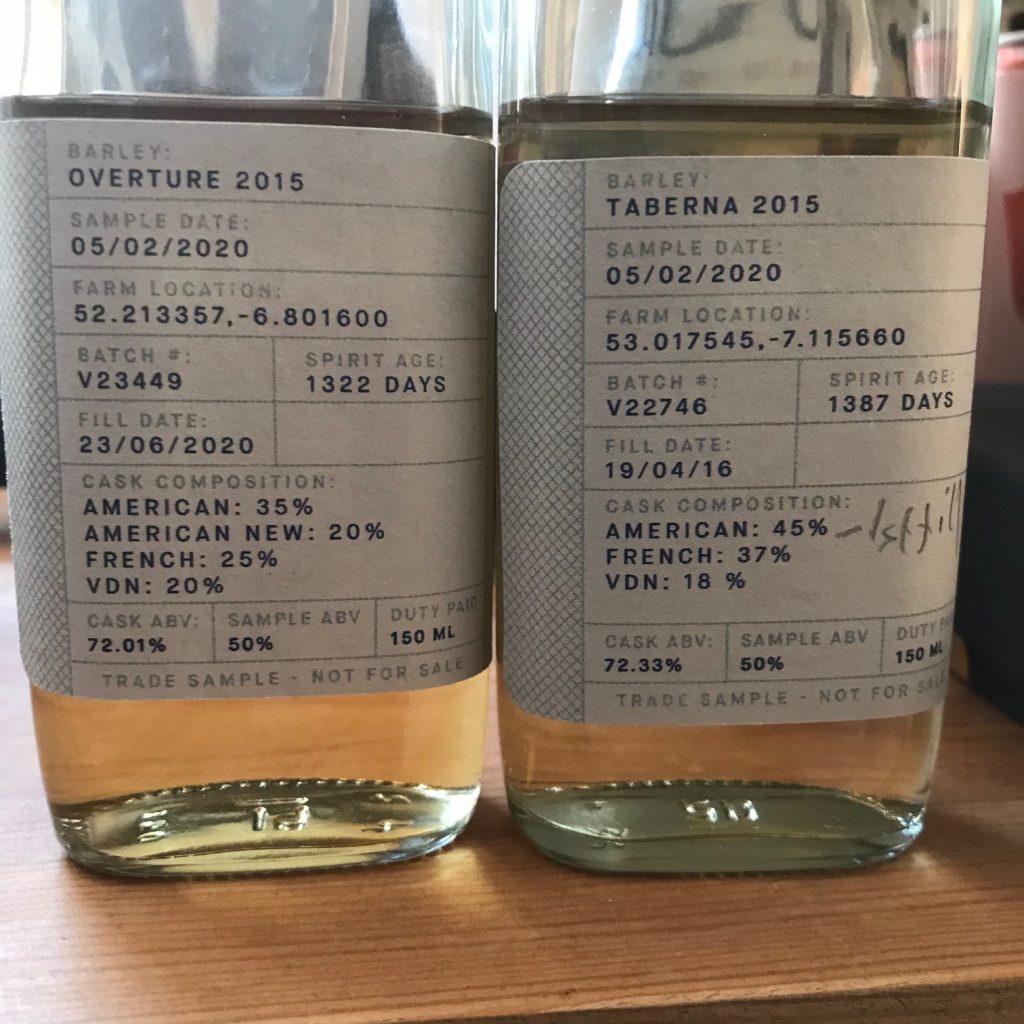 BARLEY:
OVERTURE 2015
SAMPLE DATE:
05/02/2020
FARM LOCATION:
52.213357,-6.801600
BATCH #:
V23449
SPIRIT AGE:
1322 DAYS
FILL DATE:
23/06/2020
CASK COMPOSITION:
AMERICAN: 35%
AMERICAN NEW: 20%
FRENCH: 25%
VDN: 20%
CASK ABV:
72.01%
SAMPLE ABV
50%
DUTY PAID
150 ML
TRADE SAMPLE - NOT FOR SALE
BARLEY:
TABERNA 2015
SAMPLE DATE:
05/02/2020
FARM LOCATION:
53.017545,-7.115660
BATCH #:
V22746
SPIRIT AGE:
1387 DAYS
FILL DATE:
19/04/16
CASK COMPOSITION:
AMERICAN: 45% - 1st fill
FRENCH: 37%
VDN: 18 %
CASK ABV:
72.33%
SAMPLE ABV
50%
DUTY PAID
150 ML
TRADE SAMPLE - NOT FOR SALE